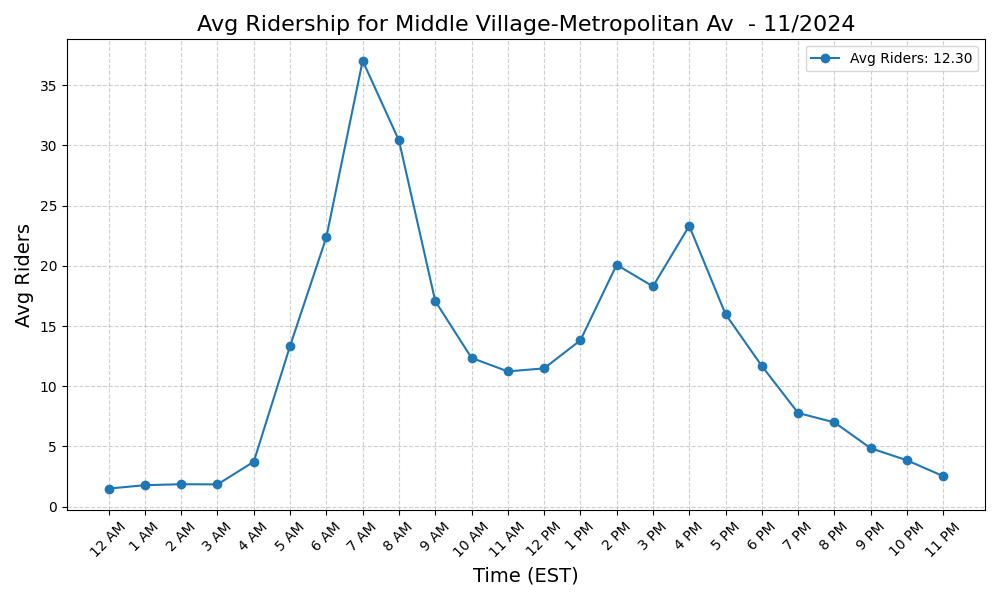 Avg Ridership for Middle Village-Metropolitan Av  - 11/2024
Avg Riders: 12.30
Avg Riders
35
30
25
20
15
10
5
0
12 AM
1 AM
2 AM
3 AM
4 AM
5 AM
6 AM
7 AM
8 AM
9 AM
10 AM
11 AM
12 PM
1 PM
2 PM
3 PM
4 PM
5 PM
6 PM
7 PM
8 PM
9 PM
10 PM
11 PM
Time (EST)